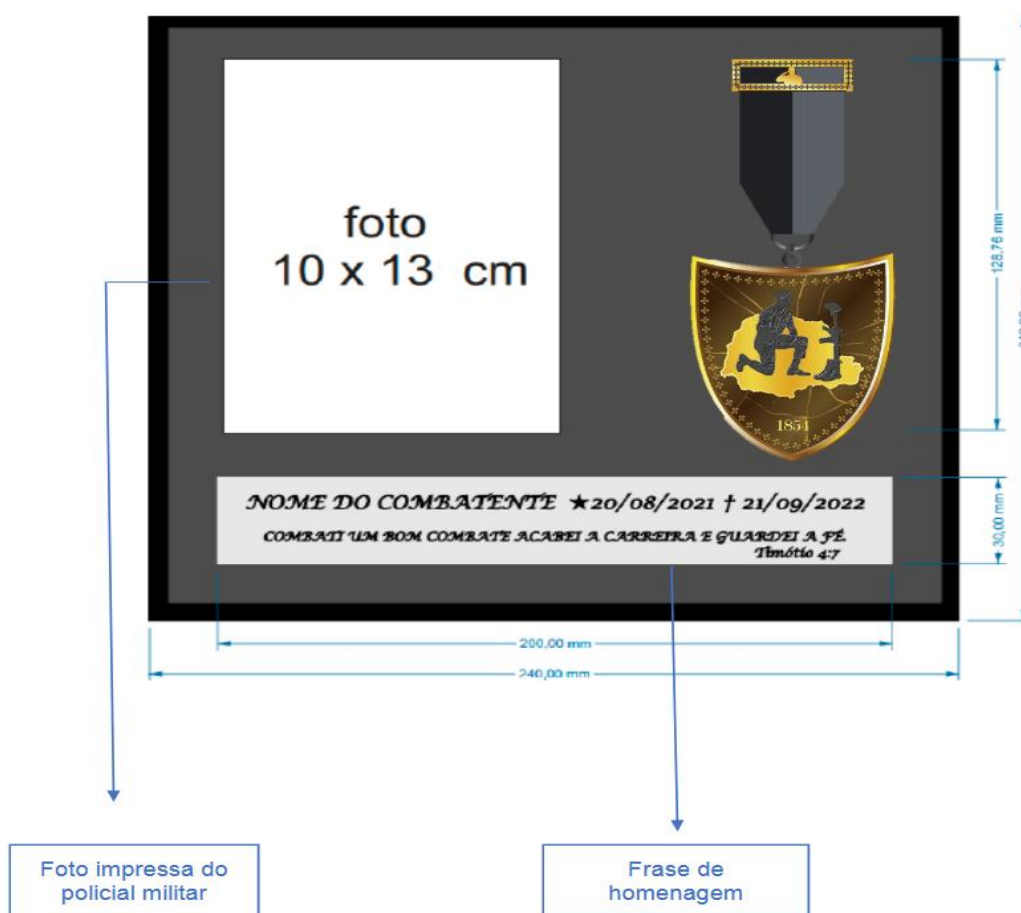 foto
10 x 13 cm
1854
128,76 mm
NOME DO COMBATENTE ★20/08/2021 † 21/09/2022
COMBATI UM BOM COMBATE ACABEI A CARREIRA E GUARDEI A FÉ.
Timótio 4:7
30,00 mm
200,00 mm
240,00 mm
Foto impressa do
policial militar
Frase de
homenagem